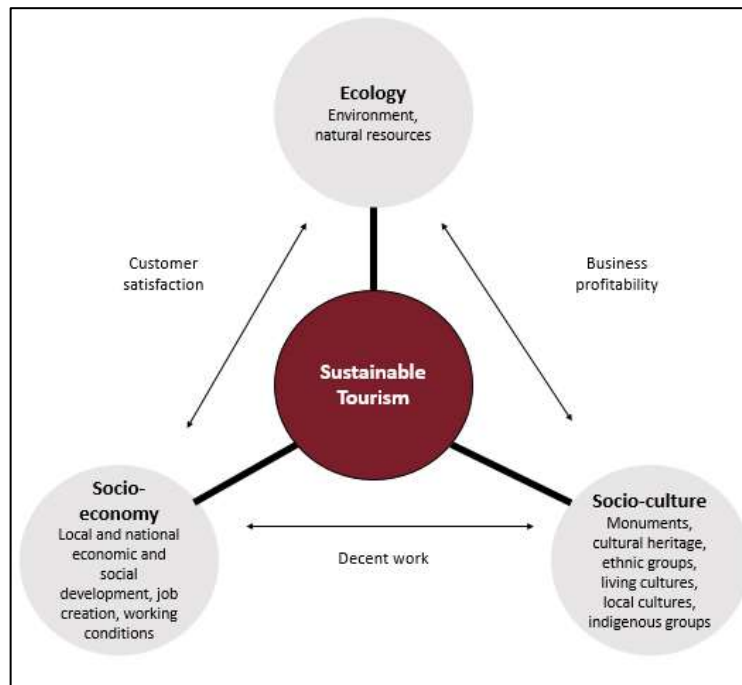 Ecology
Environment,
natural resources
Customer
satisfaction
Business
profitability
Sustainable
Tourism
Socio-
economy
Local and national
economic and
social
development, job
creation, working
conditions
Decent work
Socio-culture
Monuments,
cultural heritage,
ethnic groups,
living cultures,
local cultures,
indigenous groups